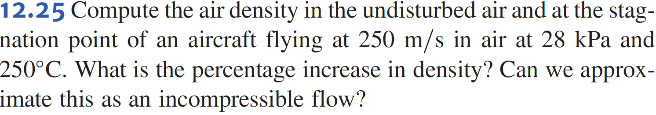 12.25 Compute the air density in the undisturbed air and at the stag-
nation point of an aircraft flying at 250 m/s in air at 28 kPa and
250°C. What is the percentage increase in density? Can we approx-
imate this as an incompressible flow?